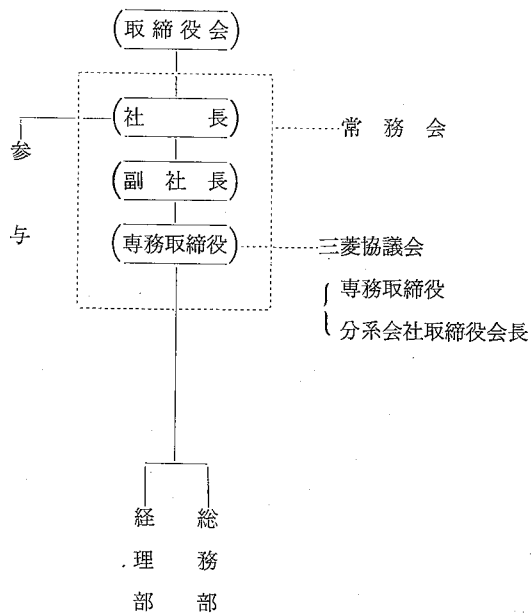 取締役会
社長
常務会
参与
副社長
専務取締役
三菱協議会
専務取締役
分系会社取締役会長
経理部
総務部